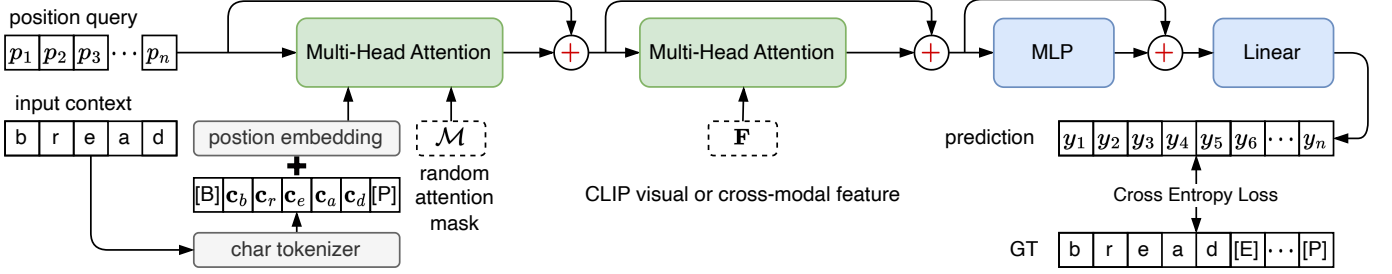 position query
p1 p2 p3 ··· pn
Multi-Head Attention
+
Multi-Head Attention
+
MLP
+
Linear
input context
b r e a d
postion embedding
+
[B] cb cr ce ca cd [P]
char tokenizer
M
random
attention
mask
F
CLIP visual or cross-modal feature
prediction
y1 y2 y3 y4 y5 y6 ··· yn
Cross Entropy Loss
GT
b r e a d [E] ··· [P]